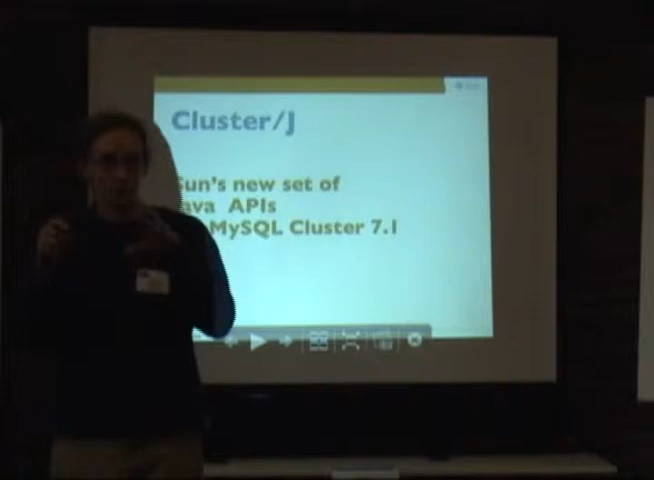 Cluster/J
Sun's new set of
Java APIs
MySQL Cluster 7.1